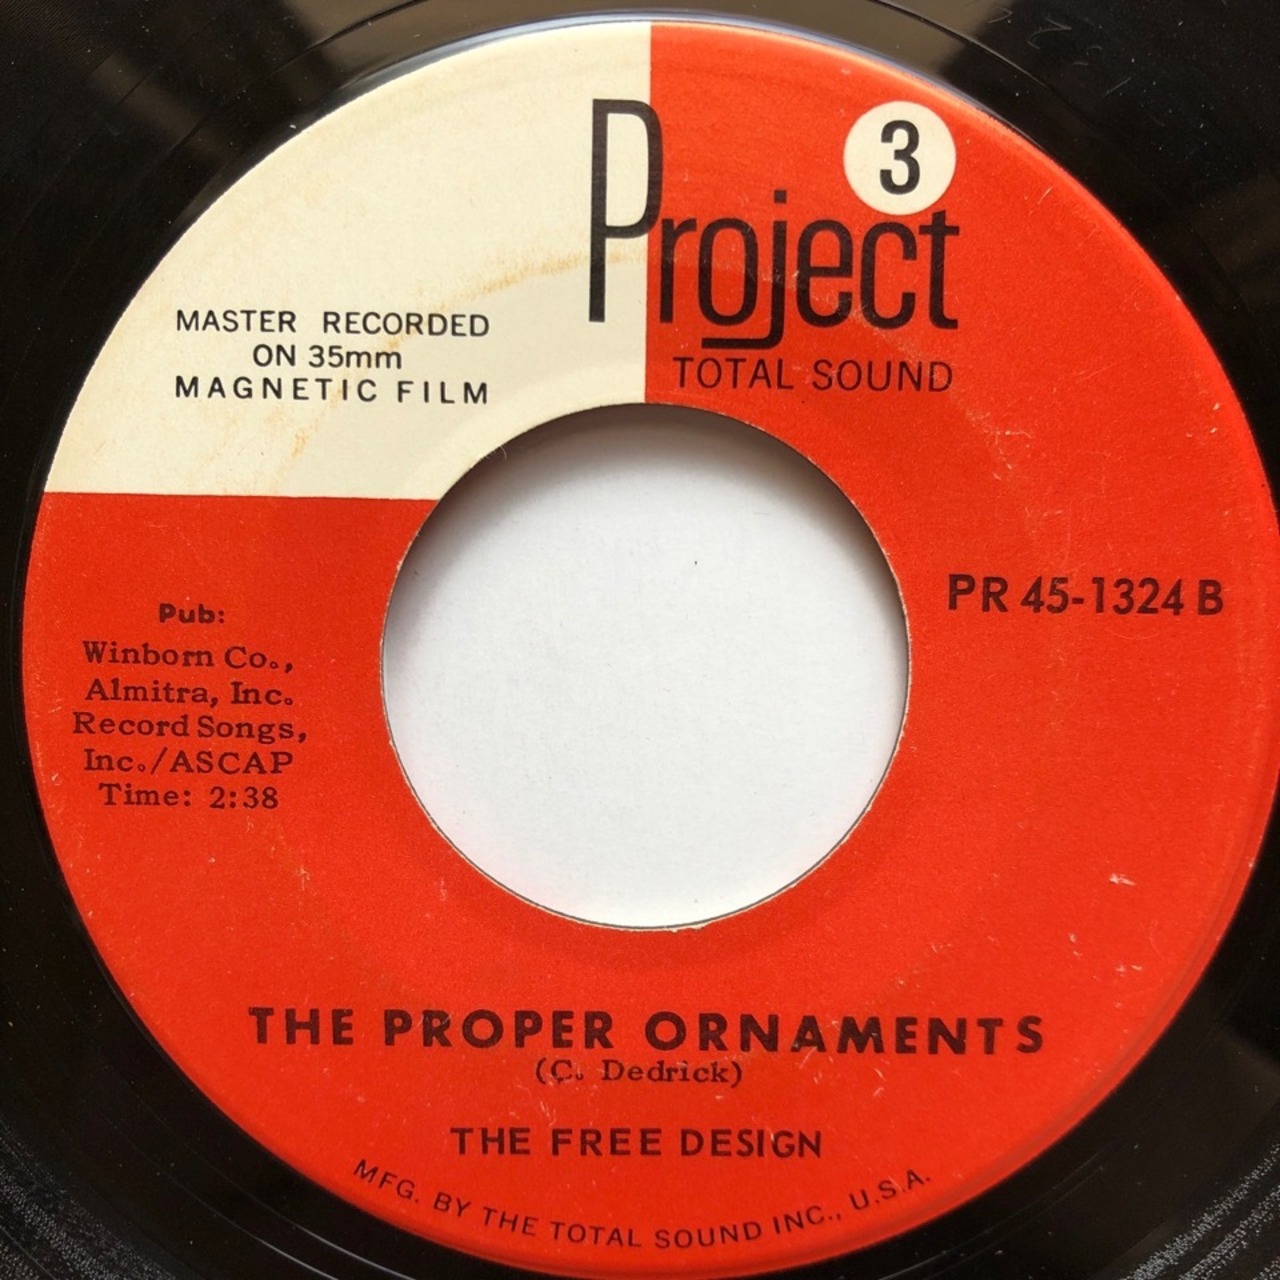 Project 3
TOTAL SOUND
MASTER RECORDED
ON 35mm
MAGNETIC FILM
PR 45-1324 B
Pub:
Winborn Co.,
Almitra, Inc.
Record Songs,
Inc./ASCAP
Time: 2:38
THE PROPER ORNAMENTS
(C. Dedrick)
THE FREE DESIGN
MFG. BY THE TOTAL SOUND INC., U.S.A.